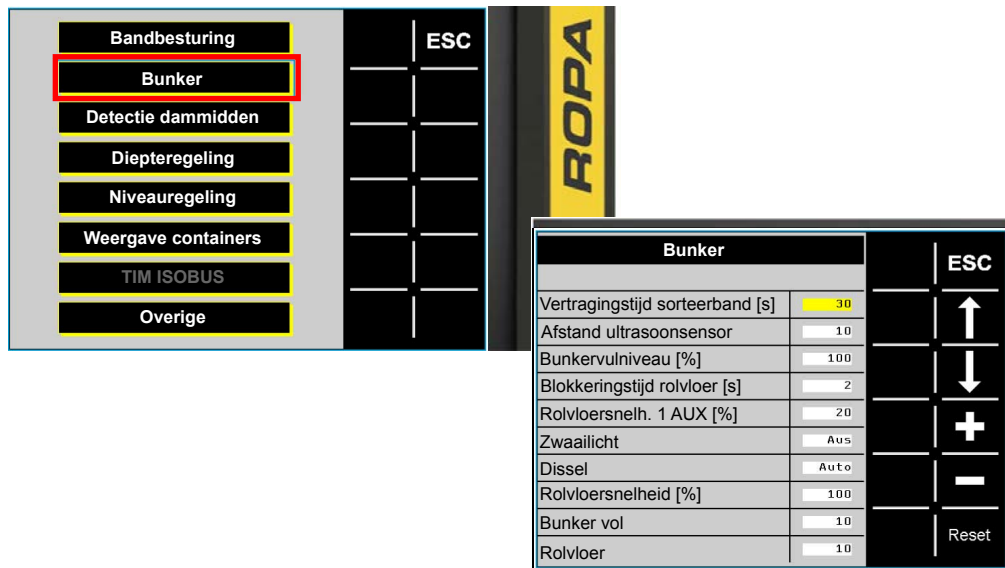 Bandbesturing
ESC
Bunker
Detectie dammidden
Diepteregeling
Niveauregeling
Weergave containers
TIM ISOBUS
Overige
ROPA
Bunker
ESC
Vertragingstijd sorteerband [s] 30
Afstand ultrasoonsensor 10
Bunkervulniveau [%] 100
Blokkeringstijd rolvloer [s] 2
Rolvloersnelh. 1 AUX [%] 20
Zwaailicht Aus
Dissel Auto
Rolvloersnelheid [%] 100
Bunker vol 10
Rolvloer 10
Reset